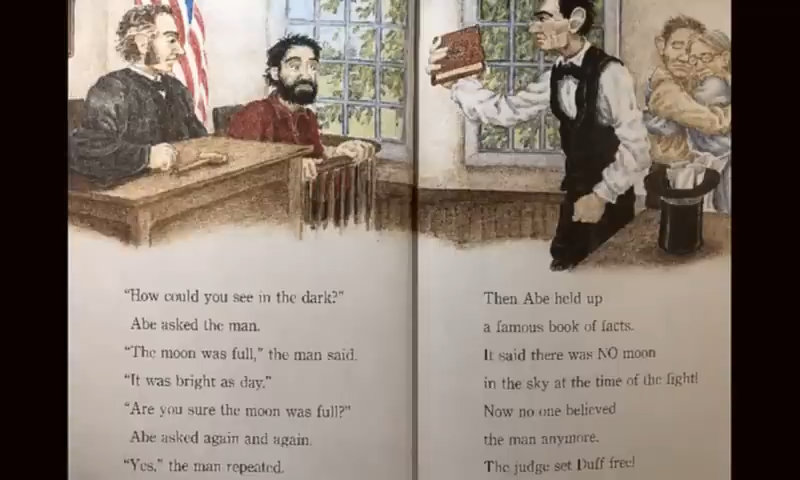 "How could you see in the dark?"
Abe asked the man.
"The moon was full," the man said.
"It was bright as day."
"Are you sure the moon was full?"
Abe asked again and again.
"Yes," the man repeated.
Then Abe held up
a famous book of facts.
It said there was NO moon
in the sky at the time of the fight!
Now no one believed
the man anymore.
The judge set Duff free!